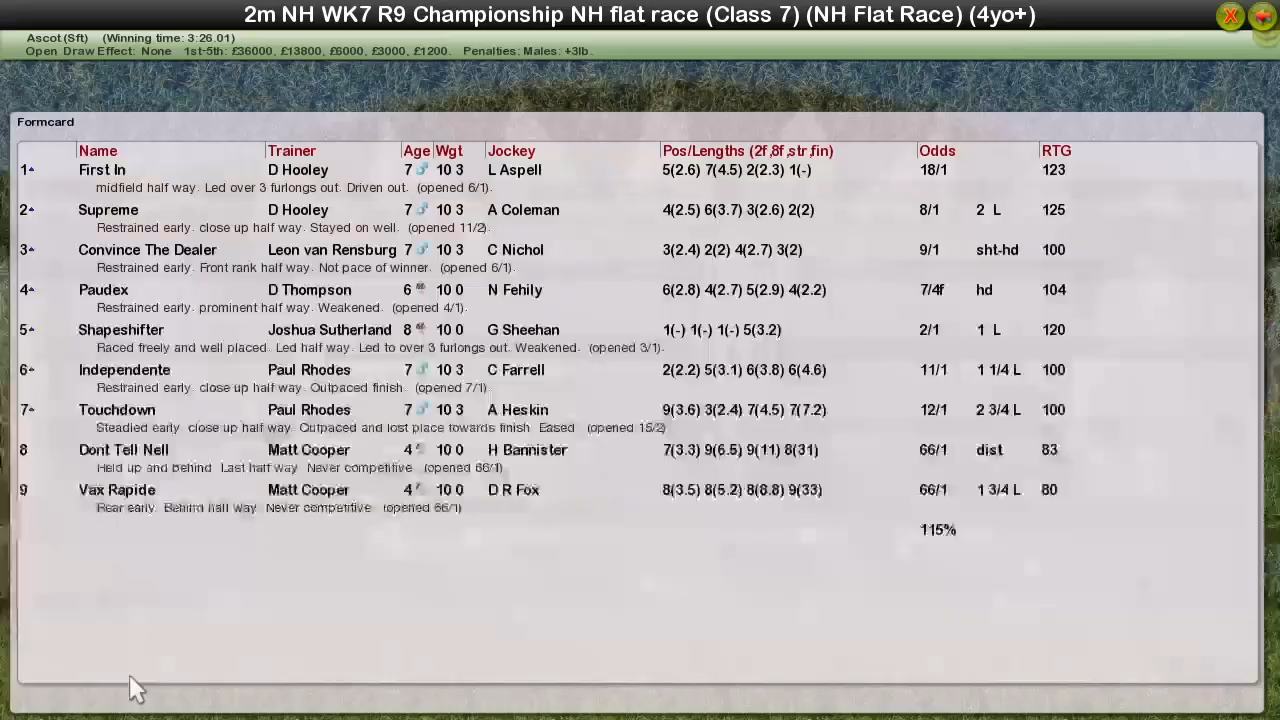 2m NH WK7 R9 Championship NH flat race (Class 7) (NH Flat Race) (4yo+)
Ascot (Sft) (Winning time: 3:26.01)
Open Draw Effect: None 1st-5th: £36000, £13800, £6000, £3000, £1200. Penalties: Males: +3lb.
Formcard
Name Trainer Age Wgt Jockey Pos/Lengths (2f,8f,str,fin) Odds RTG
1 First In D Hooley 7 10 3 L Aspell 5(2.6) 7(4.5) 2(2.3) 1(-) 18/1 123
midfield half way. Led over 3 furlongs out. Driven out. (opened 6/1).
2 Supreme D Hooley 7 10 3 A Coleman 4(2.5) 6(3.7) 3(2.6) 2(2) 8/1 2 L 125
Restrained early. close up half way. Stayed on well. (opened 11/2).
3 Convince The Dealer Leon van Rensburg 7 10 3 C Nichol 3(2.4) 2(2) 4(2.7) 3(2) 9/1 sht-hd 100
Restrained early. Front rank half way. Not pace of winner. (opened 6/1).
4 Paudex D Thompson 6 10 0 N Fehily 6(2.8) 4(2.7) 5(2.9) 4(2.2) 7/4f hd 104
Restrained early. prominent half way. Weakened. (opened 4/1).
5 Shapeshifter Joshua Sutherland 8 10 0 G Sheehan 1(-) 1(-) 1(-) 5(3.2) 2/1 1 L 120
Raced freely and well placed. Led half way. Led to over 3 furlongs out. Weakened. (opened 3/1).
6 Independente Paul Rhodes 7 10 3 C Farrell 2(2.2) 5(3.1) 6(3.8) 6(4.6) 11/1 1 1/4 L 100
Restrained early. close up half way. Outpaced finish. (opened 7/1).
7 Touchdown Paul Rhodes 7 10 3 A Heskin 9(3.6) 3(2.4) 7(4.5) 7(7.2) 12/1 2 3/4 L 100
Steadied early. close up half way. Outpaced and lost place towards finish. Eased. (opened 15/2)
8 Dont Tell Nell Matt Cooper 4 10 0 H Bannister 7(3.3) 9(6.5) 9(11) 8(31) 66/1 dist 83
Held up and behind. Last half way. Never competitive. (opened 66/1)
9 Vax Rapide Matt Cooper 4 10 0 D R Fox 8(3.5) 8(5.2) 8(8.8) 9(33) 66/1 1 3/4 L 80
Rear early. Behind half way. Never competitive. (opened 66/1)
115%